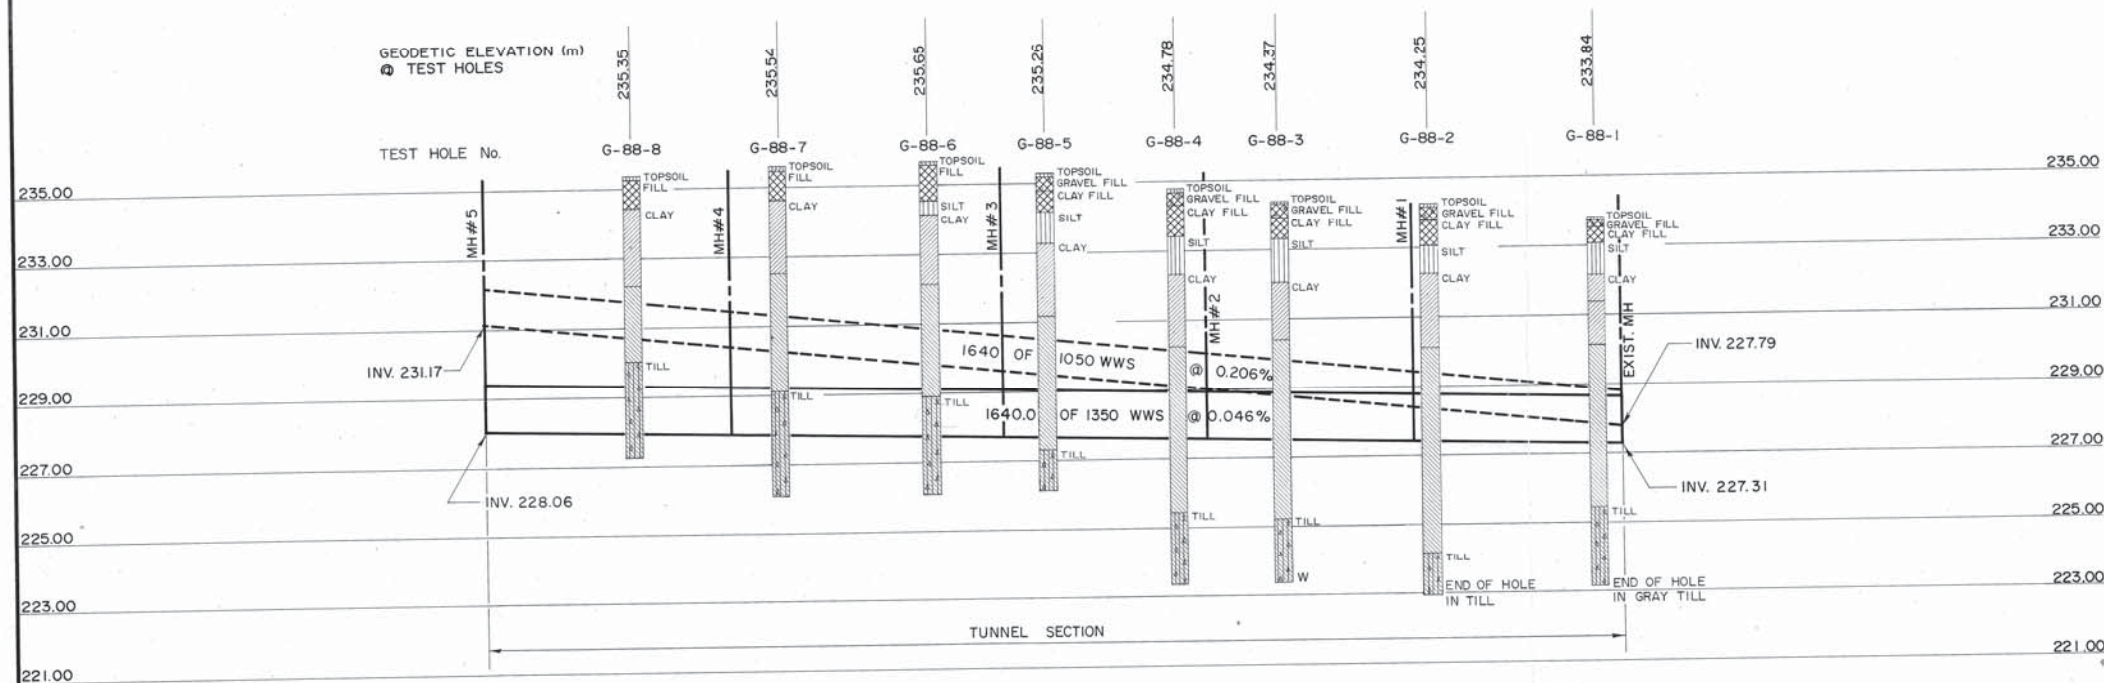 GEODETIC ELEVATION (m)
@ TEST HOLES
235.35
235.54
235.65
235.26
234.78
234.37
234.25
233.84
TEST HOLE No.
G-88-8
G-88-7
G-88-6
G-88-5
G-88-4
G-88-3
G-88-2
G-88-1
235.00
235.00
233.00
233.00
231.00
231.00
229.00
229.00
227.00
227.00
225.00
225.00
223.00
223.00
221.00
221.00
MH#5
MH#4
MH#3
MH#2
MH#1
EXIST. MH
TOPSOIL
FILL
CLAY
TILL
TOPSOIL
FILL
CLAY
TILL
TOPSOIL
FILL
SILT
CLAY
TILL
TOPSOIL
GRAVEL FILL
CLAY FILL
SILT
CLAY
TILL
TOPSOIL
GRAVEL FILL
CLAY FILL
SILT
CLAY
TILL
TOPSOIL
GRAVEL FILL
CLAY FILL
SILT
CLAY
TILL
W
TOPSOIL
GRAVEL FILL
CLAY FILL
SILT
CLAY
TILL
END OF HOLE
IN TILL
TOPSOIL
GRAVEL FILL
CLAY FILL
SILT
CLAY
TILL
END OF HOLE
IN GRAY TILL
1640 OF 1050 WWS @ 0.206%
1640.0 OF 1350 WWS @ 0.046%
INV. 231.17
INV. 228.06
INV. 227.79
INV. 227.31
TUNNEL SECTION